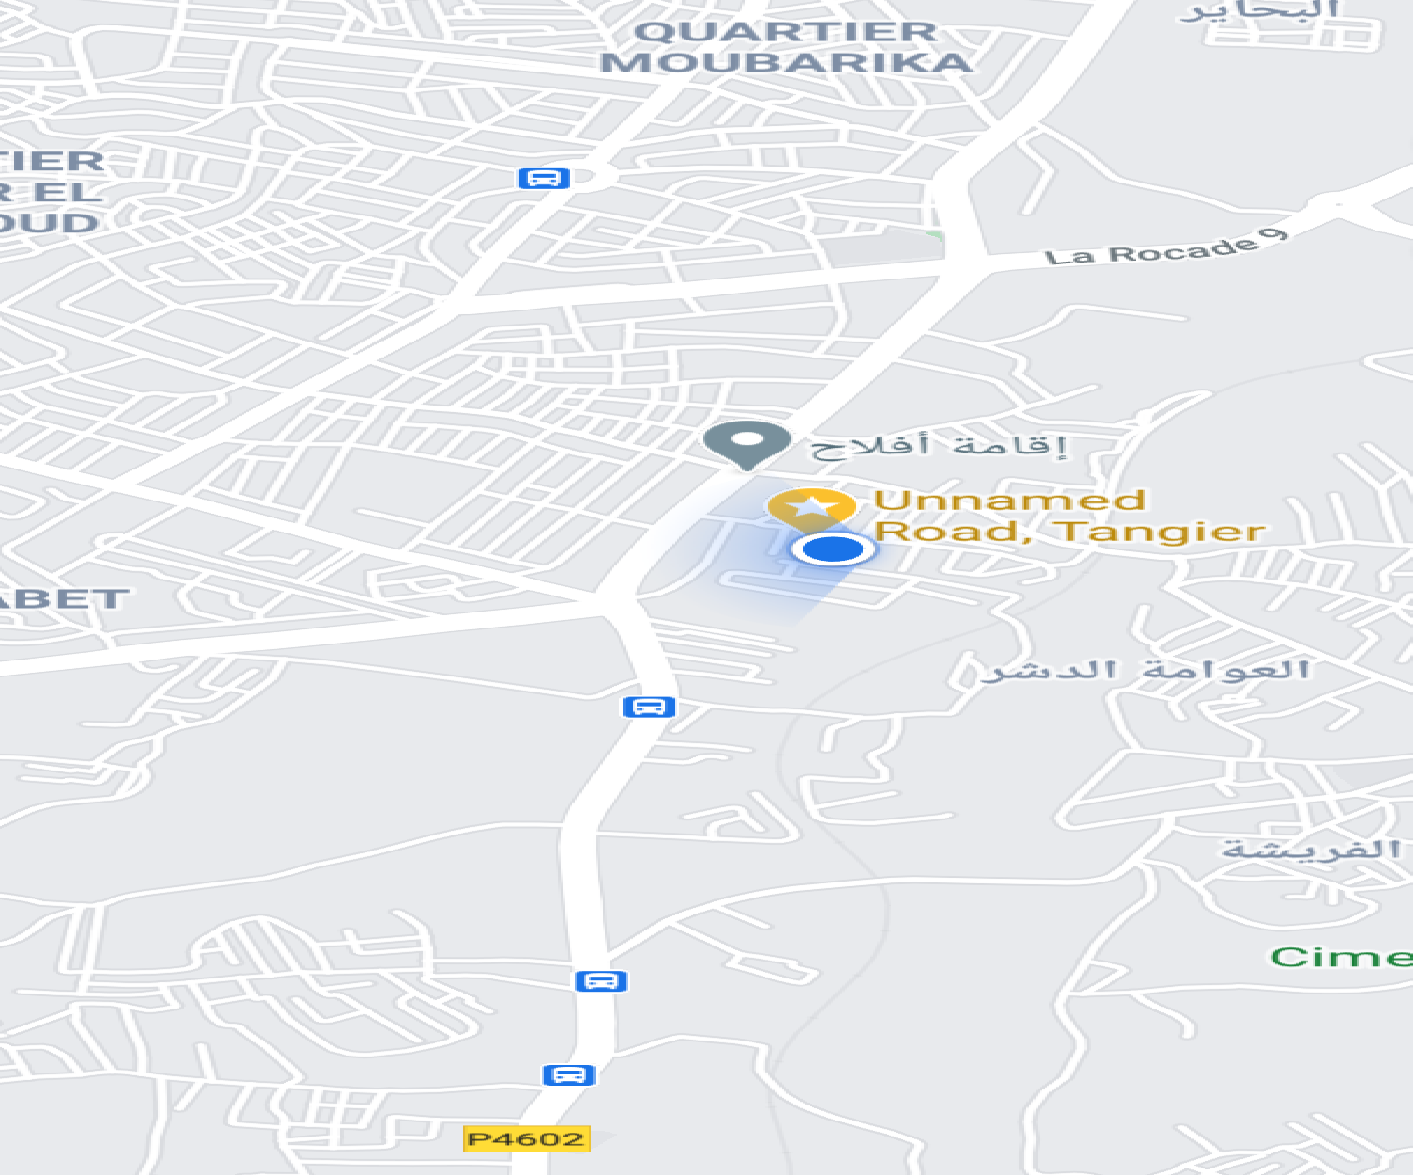 البحاير
QUARTIER
MOUBARIKA
TIER
R EL
OUD
La Rocade 9
إقامة أفلاح
Unnamed
Road, Tangier
ABET
العوامة الدشر
الفريشة
Cime
P4602